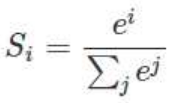 S_i = \frac{e^i}{\sum_j e^j}